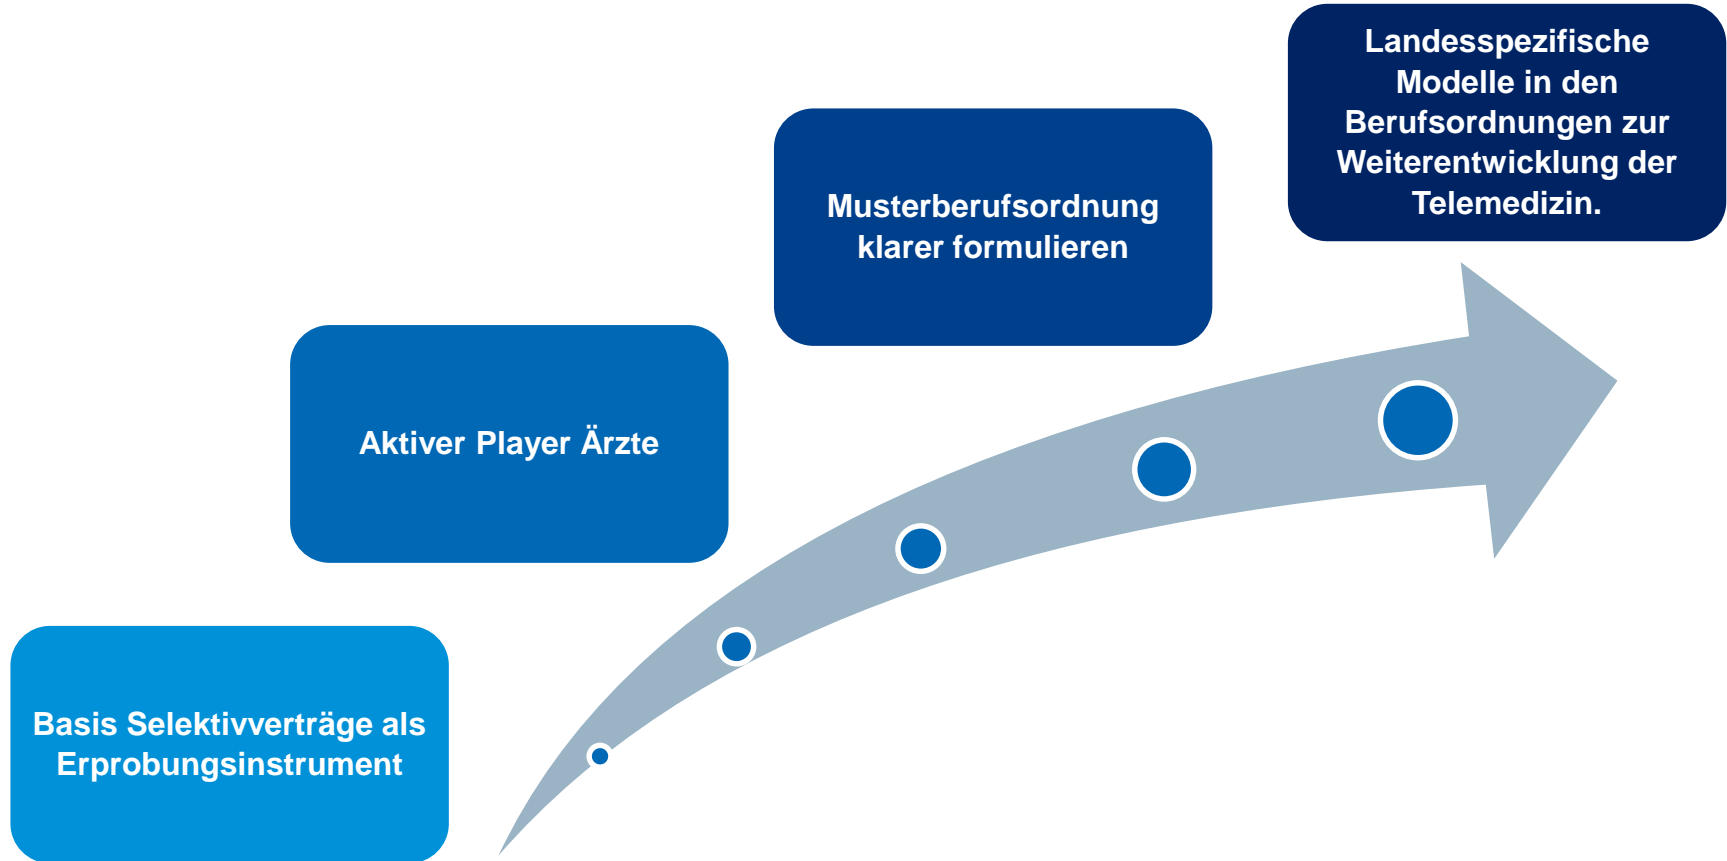 Landesspezifische
Modelle in den
Berufsordnungen zur
Weiterentwicklung der
Telemedizin.
Musterberufsordnung
klarer formulieren
Aktiver Player Ärzte
Basis Selektivverträge als
Erprobungsinstrument